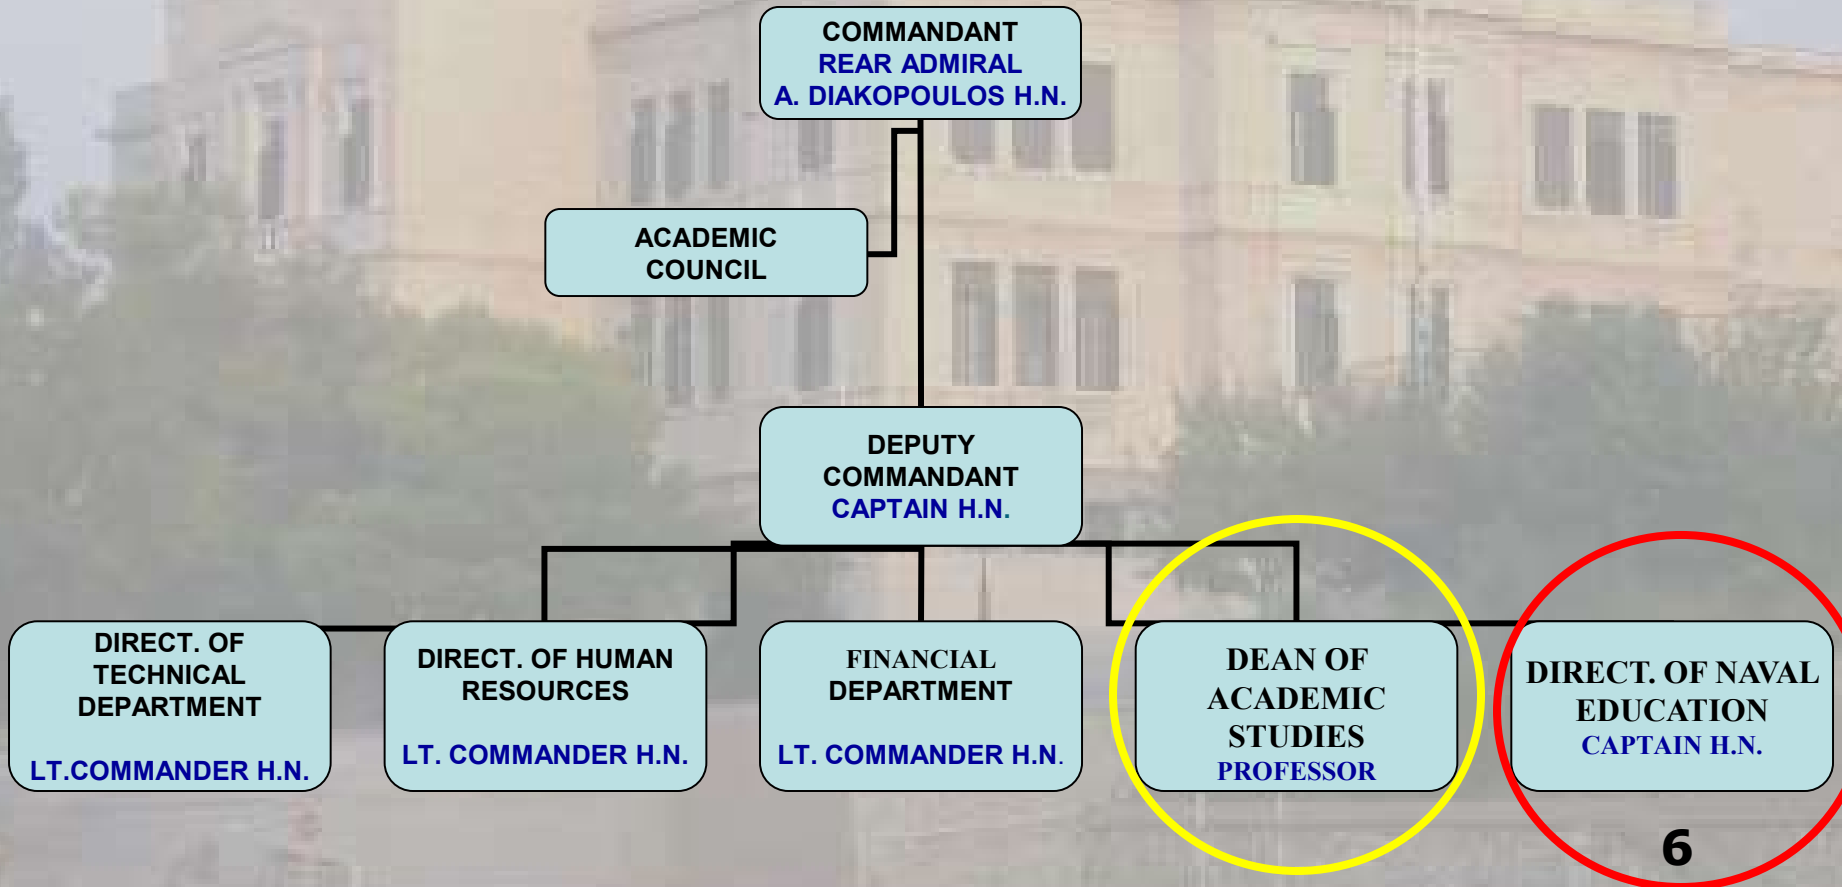 COMMANDANT
REAR ADMIRAL
A. DIAKOPOULOS H.N.
ACADEMIC
COUNCIL
DEPUTY
COMMANDANT
CAPTAIN H.N.
DIRECT. OF
TECHNICAL
DEPARTMENT
LT.COMMANDER H.N.
DIRECT. OF HUMAN
RESOURCES
LT. COMMANDER H.N.
FINANCIAL
DEPARTMENT
LT. COMMANDER H.N.
DEAN OF
ACADEMIC
STUDIES
PROFESSOR
DIRECT. OF NAVAL
EDUCATION
CAPTAIN H.N.
6